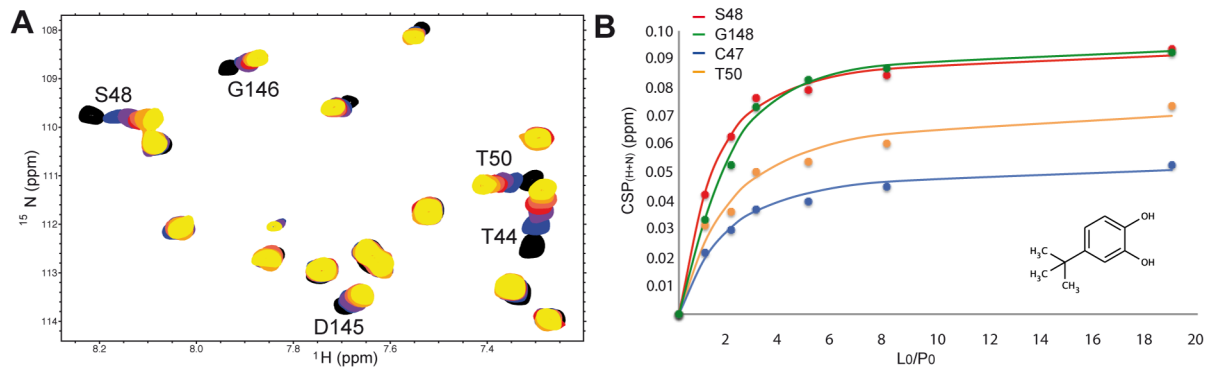 A
108
109
110
111
112
113
114
15 N (ppm)
S48
G146
T50
T44
D145
8.2
8.0
7.8
7.6
7.4
1H (ppm)
B
S48
G148
C47
T50
0.10
0.09
0.08
0.07
0.06
0.05
0.04
0.03
0.02
0.01
CSP(H+N) (ppm)
2
4
6
8
10
12
14
16
18
20
L0/P0
OH
OH
H3C
H3C
CH3